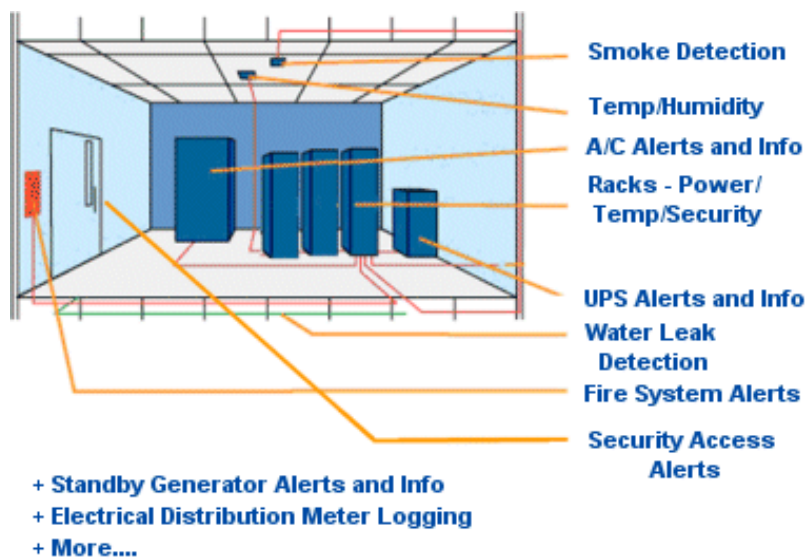 Smoke Detection
Temp/Humidity
A/C Alerts and Info
Racks - Power/
Temp/Security
UPS Alerts and Info
Water Leak
Detection
Fire System Alerts
Security Access
Alerts
+ Standby Generator Alerts and Info
+ Electrical Distribution Meter Logging
+ More....